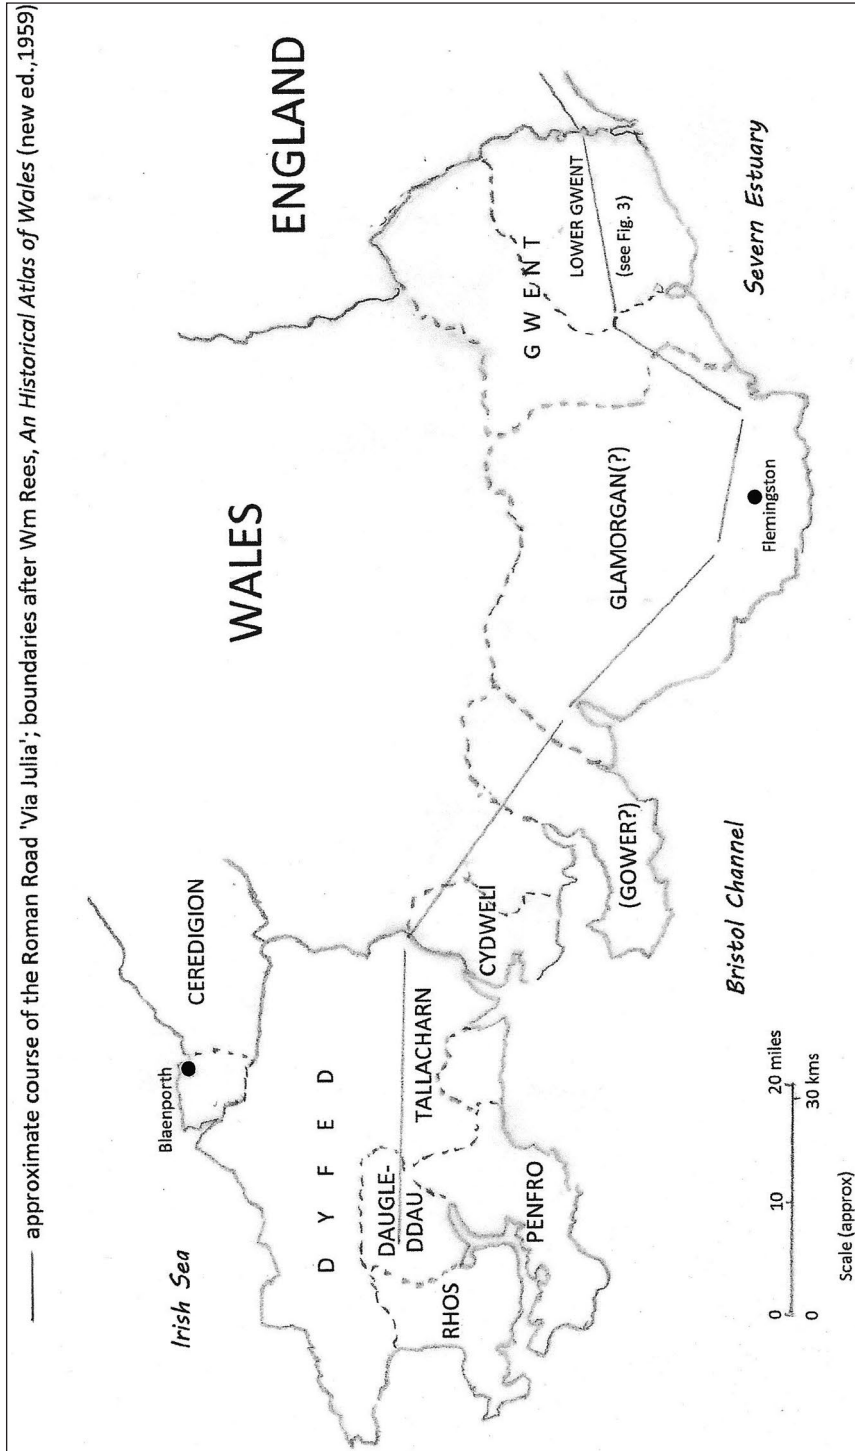 approximate course of the Roman Road 'Via Julia'; boundaries after Wm Rees, An Historical Atlas of Wales (new ed.,1959)
Irish Sea
Blaenporth
CEREDIGION
WALES
ENGLAND
DYFED
DAUGLE-
DDAU
TALLACHARN
RHOS
PENFRO
CYDWELI
(GOWER?)
GLAMORGAN(?)
Flemingston
GWENT
LOWER GWENT
(see Fig. 3)
Bristol Channel
Severn Estuary
0 10 20 miles
0 30 kms
Scale (approx)